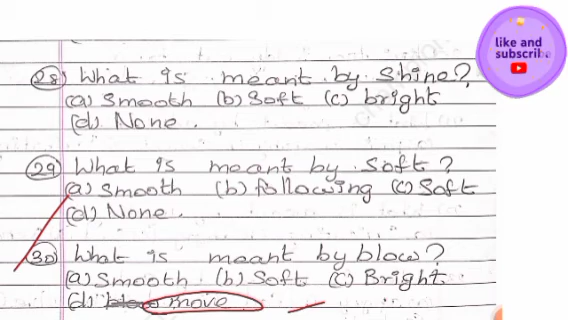 like and
subscribe
(28) What is meant by Shine?
(a) Smooth (b) Soft (c) bright
(d) None.
(29) What is meant by Soft?
(a) Smooth (b) following (c) Soft
(d) None.
(30) What is meant by blow?
(a) Smooth (b) Soft (c) Bright
(d) move